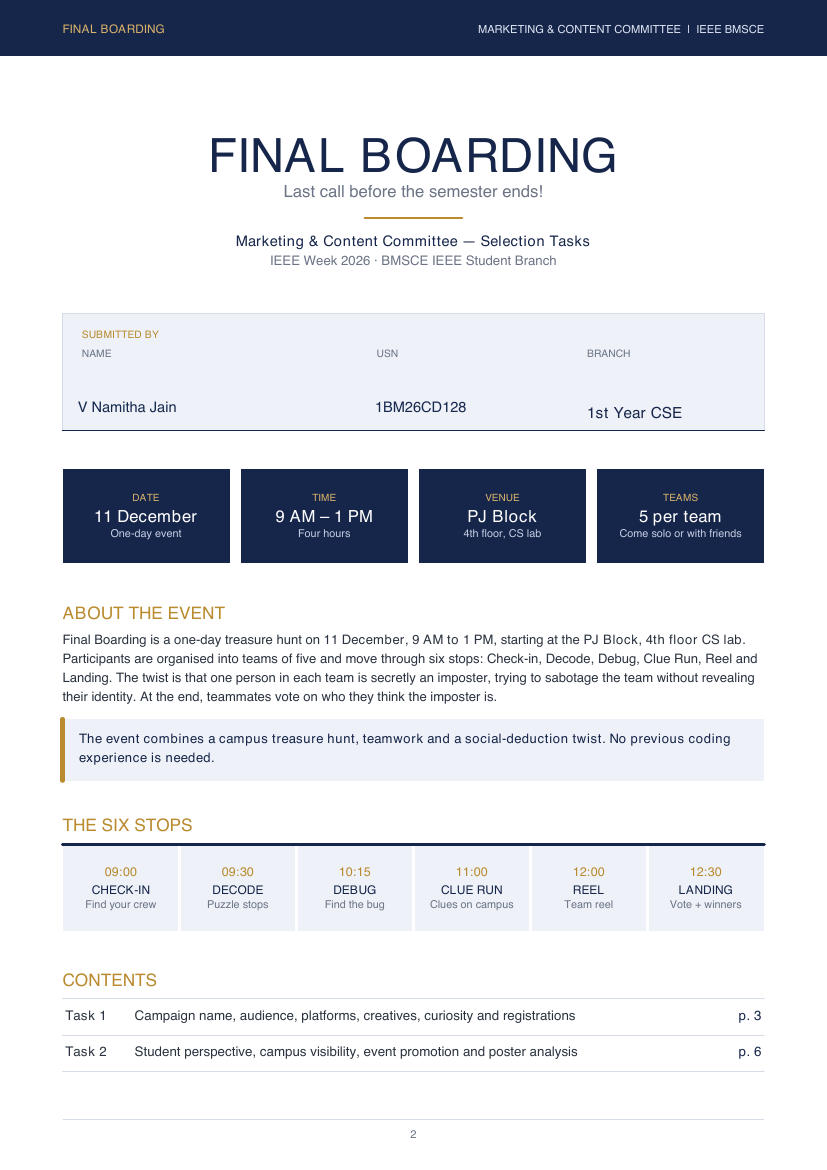 FINAL BOARDING
MARKETING & CONTENT COMMITTEE | IEEE BMSCE
FINAL BOARDING
Last call before the semester ends!
Marketing & Content Committee — Selection Tasks
IEEE Week 2026 · BMSCE IEEE Student Branch
SUBMITTED BY
NAME USN BRANCH
V Namitha Jain 1BM26CD128 1st Year CSE
DATE TIME VENUE TEAMS
11 December 9 AM – 1 PM PJ Block 5 per team
One-day event Four hours 4th floor, CS lab Come solo or with friends
ABOUT THE EVENT
Final Boarding is a one-day treasure hunt on 11 December, 9 AM to 1 PM, starting at the PJ Block, 4th floor CS lab.
Participants are organised into teams of five and move through six stops: Check-in, Decode, Debug, Clue Run, Reel and
Landing. The twist is that one person in each team is secretly an imposter, trying to sabotage the team without revealing
their identity. At the end, teammates vote on who they think the imposter is.
The event combines a campus treasure hunt, teamwork and a social-deduction twist. No previous coding
experience is needed.
THE SIX STOPS
09:00 09:30 10:15 11:00 12:00 12:30
CHECK-IN DECODE DEBUG CLUE RUN REEL LANDING
Find your crew Puzzle stops Find the bug Clues on campus Team reel Vote + winners
CONTENTS
Task 1 Campaign name, audience, platforms, creatives, curiosity and registrations p. 3
Task 2 Student perspective, campus visibility, event promotion and poster analysis p. 6
2